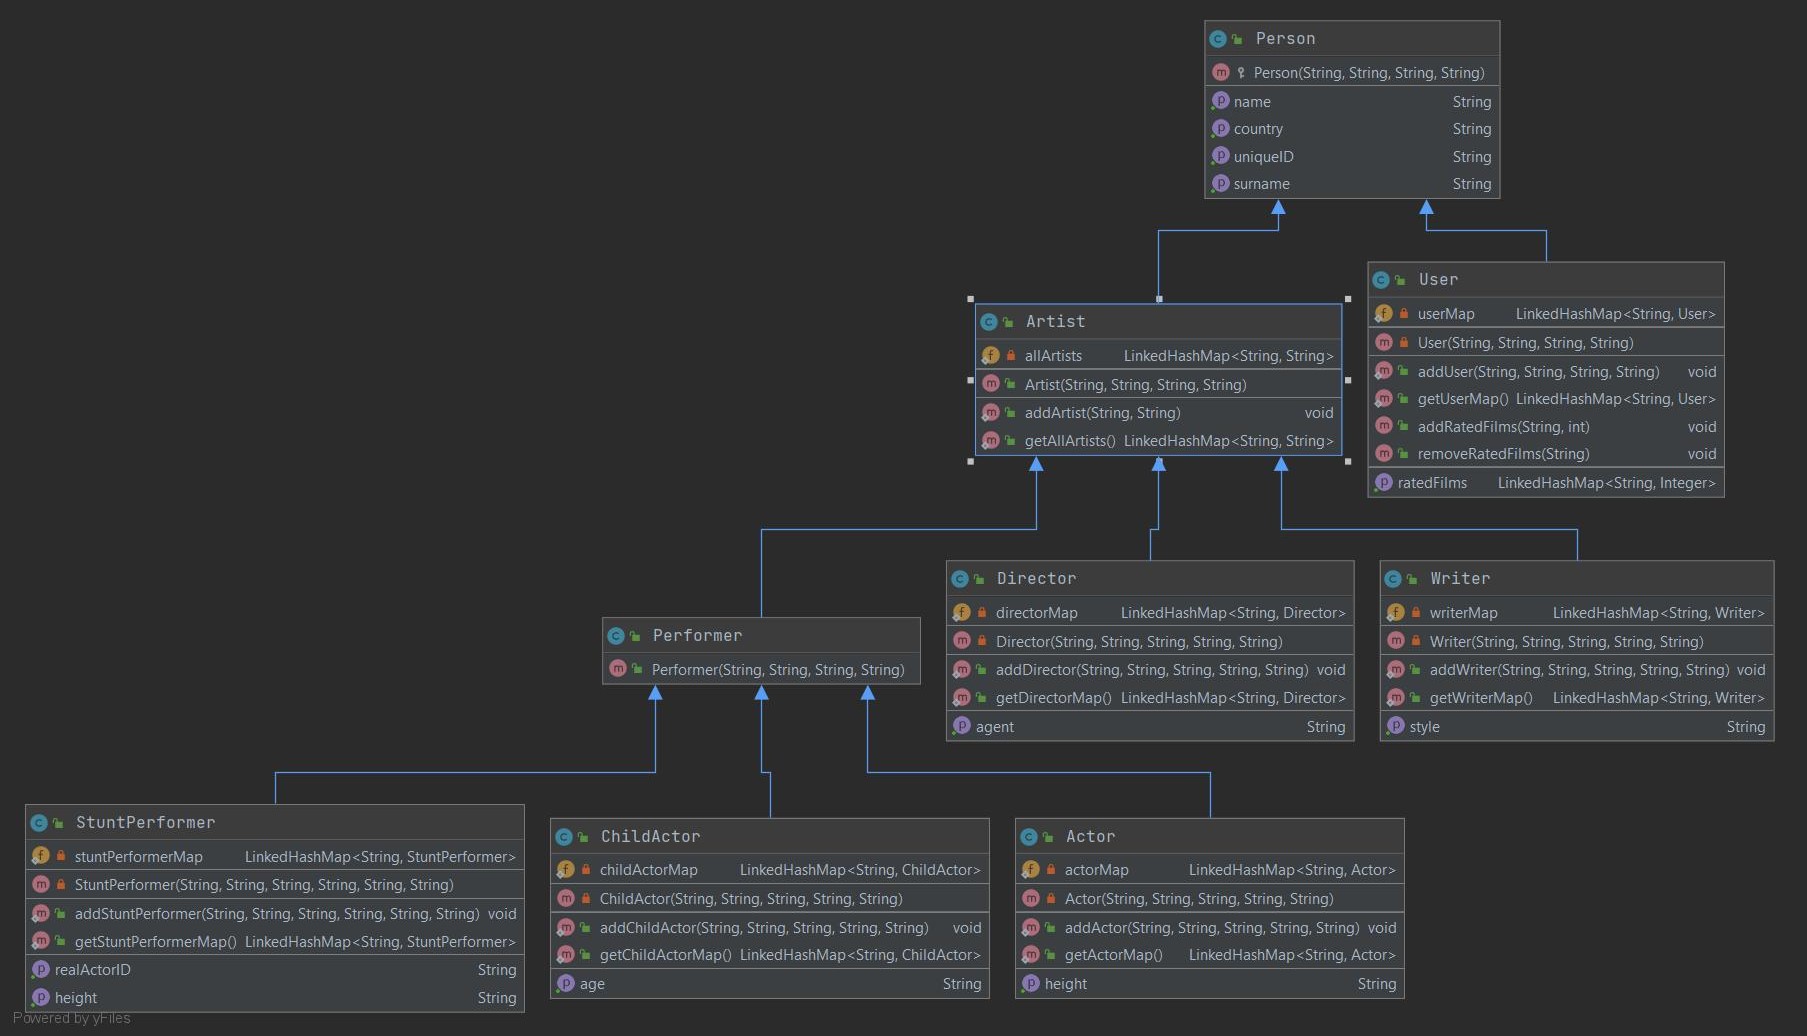 Person
Person(String, String, String, String)
name String
country String
uniqueID String
surname String
User
userMap LinkedHashMap<String, User>
User(String, String, String, String)
addUser(String, String, String, String) void
getUserMap() LinkedHashMap<String, User>
addRatedFilms(String, int) void
removeRatedFilms(String) void
ratedFilms LinkedHashMap<String, Integer>
Artist
allArtists LinkedHashMap<String, String>
Artist(String, String, String, String)
addArtist(String, String) void
getAllArtists() LinkedHashMap<String, String>
Performer
Performer(String, String, String, String)
Director
directorMap LinkedHashMap<String, Director>
Director(String, String, String, String, String)
addDirector(String, String, String, String, String) void
getDirectorMap() LinkedHashMap<String, Director>
agent String
Writer
writerMap LinkedHashMap<String, Writer>
Writer(String, String, String, String, String)
addWriter(String, String, String, String, String) void
getWriterMap() LinkedHashMap<String, Writer>
style String
StuntPerformer
stuntPerformerMap LinkedHashMap<String, StuntPerformer>
StuntPerformer(String, String, String, String, String, String)
addStuntPerformer(String, String, String, String, String, String) void
getStuntPerformerMap() LinkedHashMap<String, StuntPerformer>
realActorID String
height String
ChildActor
childActorMap LinkedHashMap<String, ChildActor>
ChildActor(String, String, String, String, String)
addChildActor(String, String, String, String, String) void
getChildActorMap() LinkedHashMap<String, ChildActor>
age String
Actor
actorMap LinkedHashMap<String, Actor>
Actor(String, String, String, String, String)
addActor(String, String, String, String, String) void
getActorMap() LinkedHashMap<String, Actor>
height String
Powered by yFiles